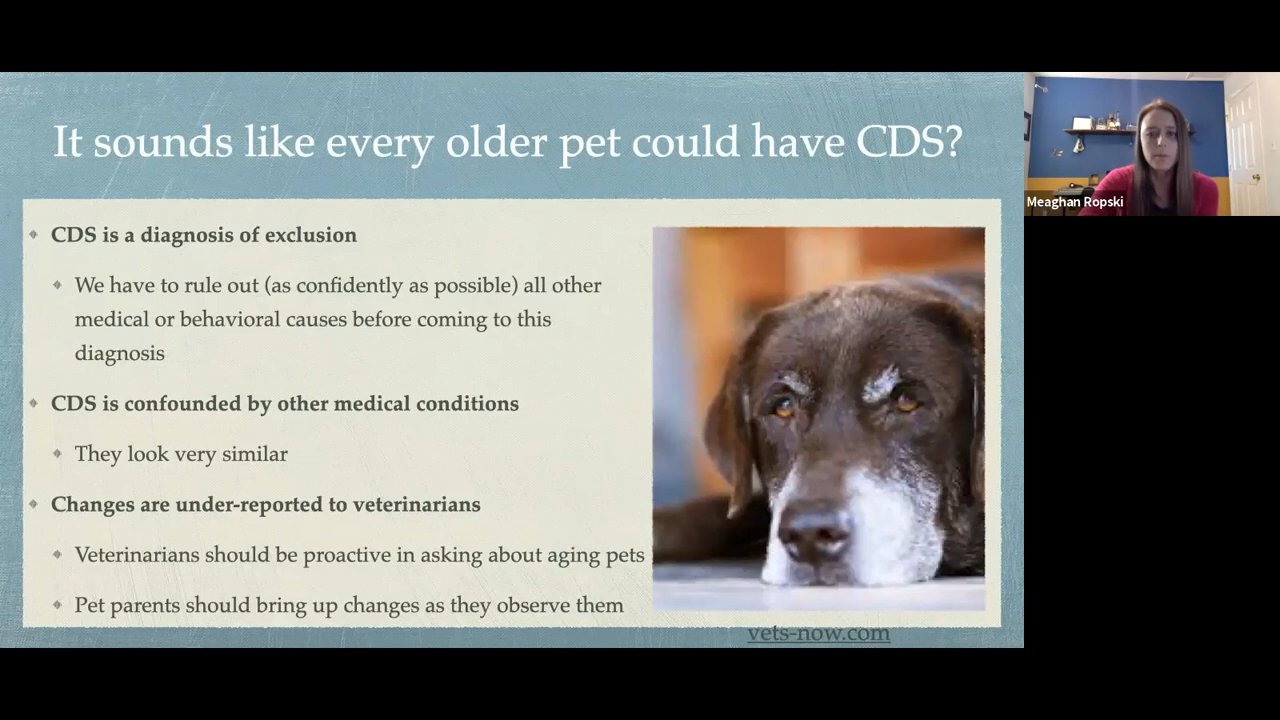 It sounds like every older pet could have CDS?
CDS is a diagnosis of exclusion
We have to rule out (as confidently as possible) all other
medical or behavioral causes before coming to this
diagnosis
CDS is confounded by other medical conditions
They look very similar
Changes are under-reported to veterinarians
Veterinarians should be proactive in asking about aging pets
Pet parents should bring up changes as they observe them
vets-now.com
Meaghan Ropski